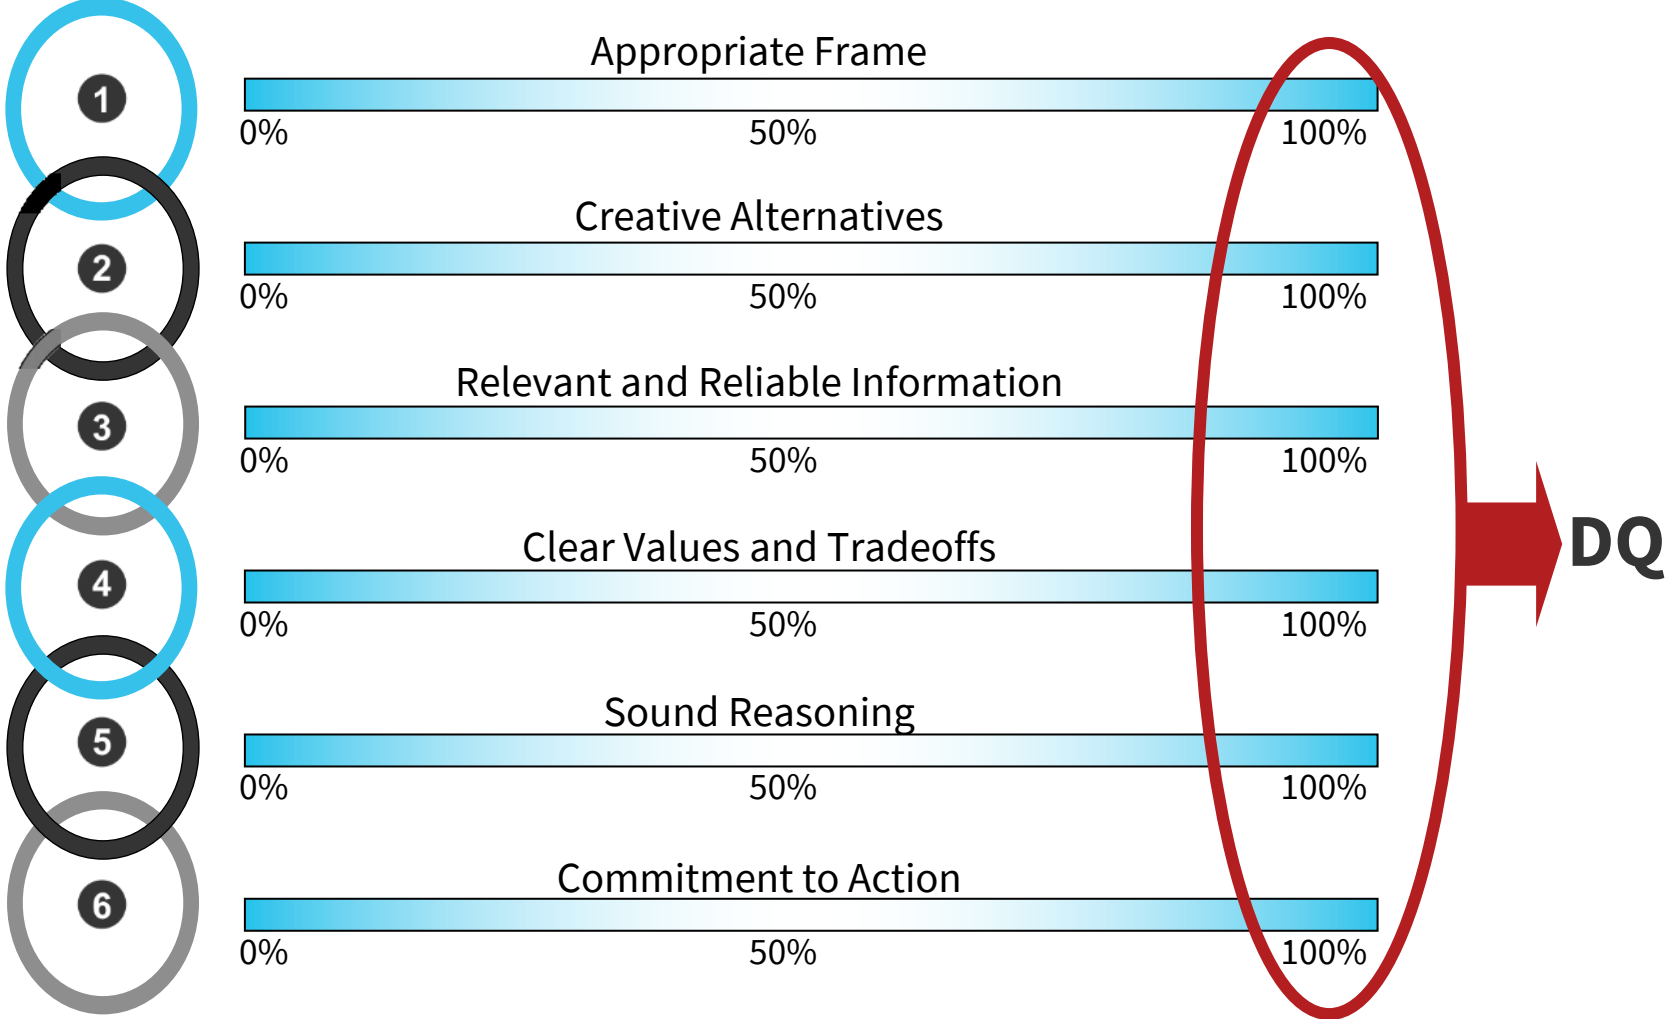 1
Appropriate Frame
0% 50% 100%
2
Creative Alternatives
0% 50% 100%
3
Relevant and Reliable Information
0% 50% 100%
4
Clear Values and Tradeoffs
0% 50% 100%
DQ
5
Sound Reasoning
0% 50% 100%
6
Commitment to Action
0% 50% 100%